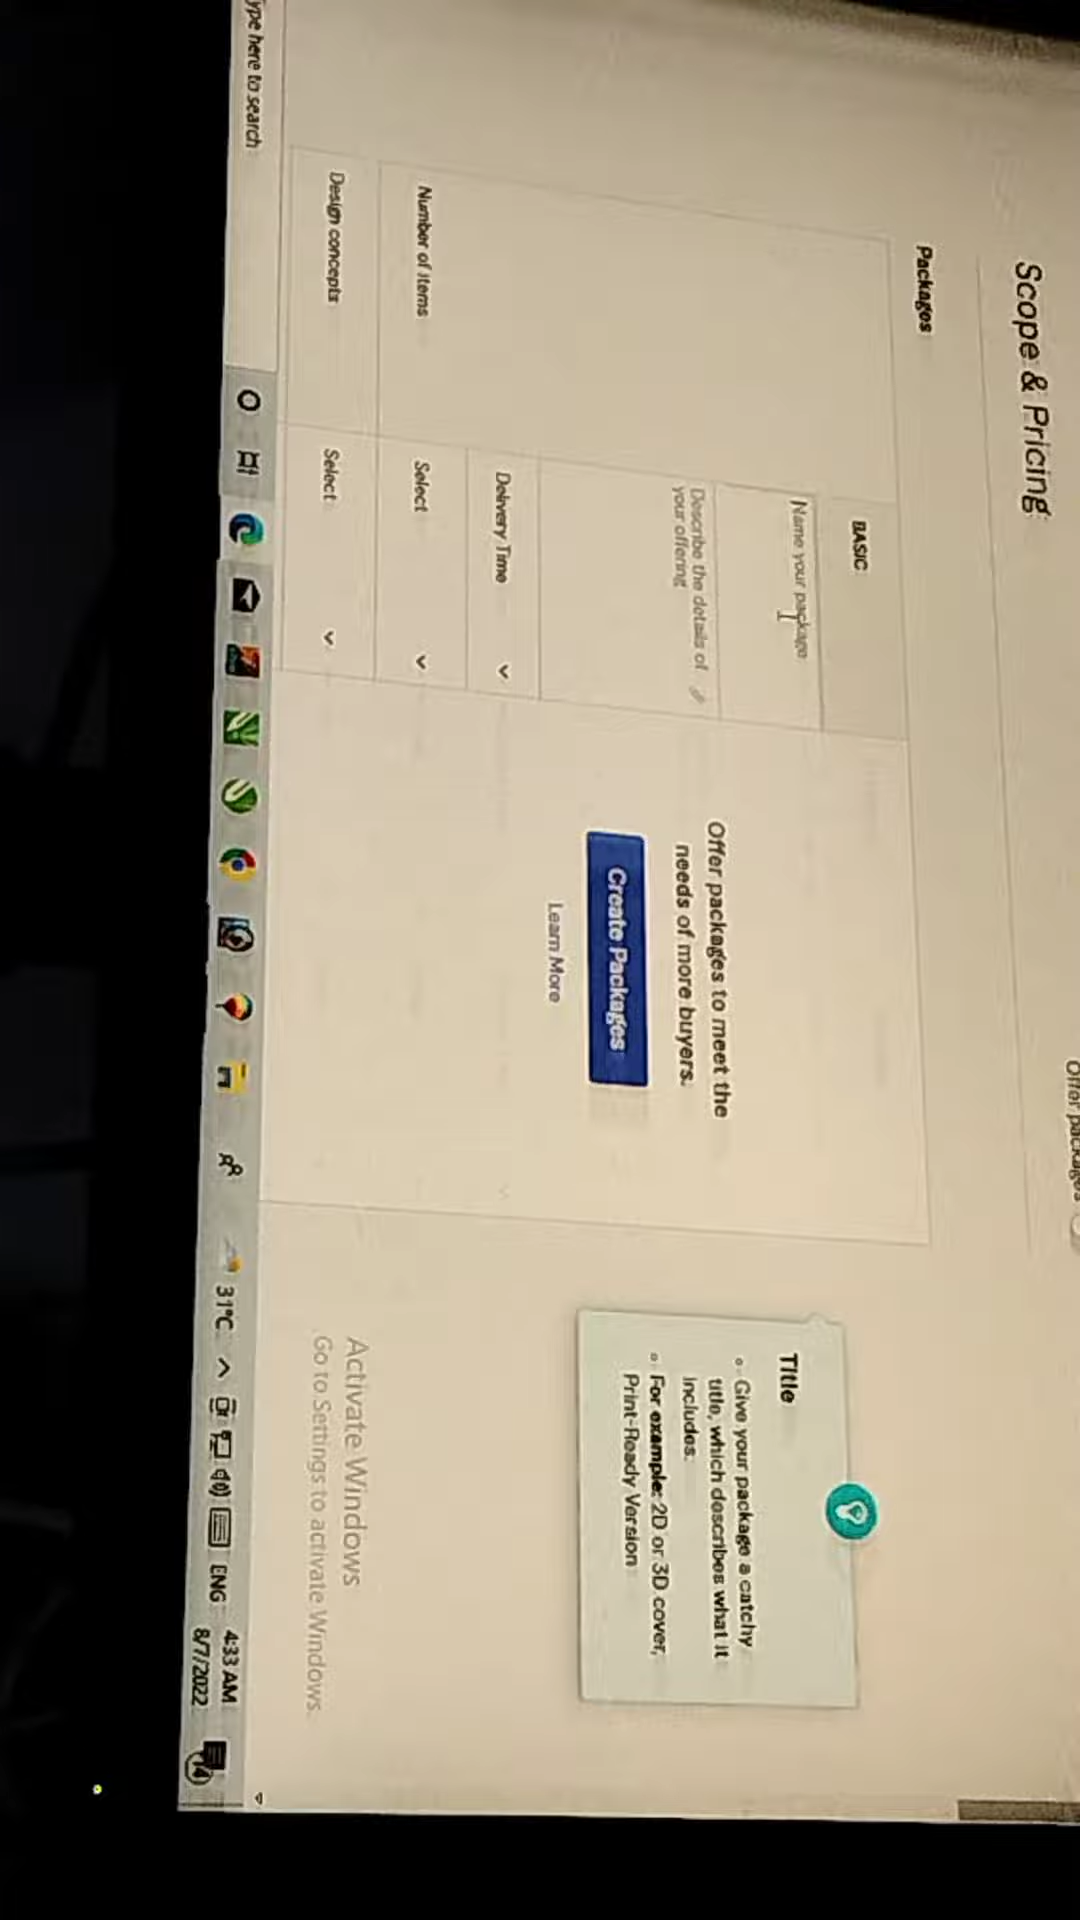 Offer packages
Scope & Pricing
Packages
BASIC
Name your package
Describe the details of
your offering
Delivery Time
Number of Items
Select
Design concepts
Select
Offer packages to meet the
needs of more buyers.
Create Packages
Learn More
Title
Give your package a catchy
title, which describes what it
includes.
For example: 2D or 3D cover,
Print-Ready Version
Activate Windows
Go to Settings to activate Windows.
ype here to search
31°C
ENG
4:33 AM
8/7/2022
14